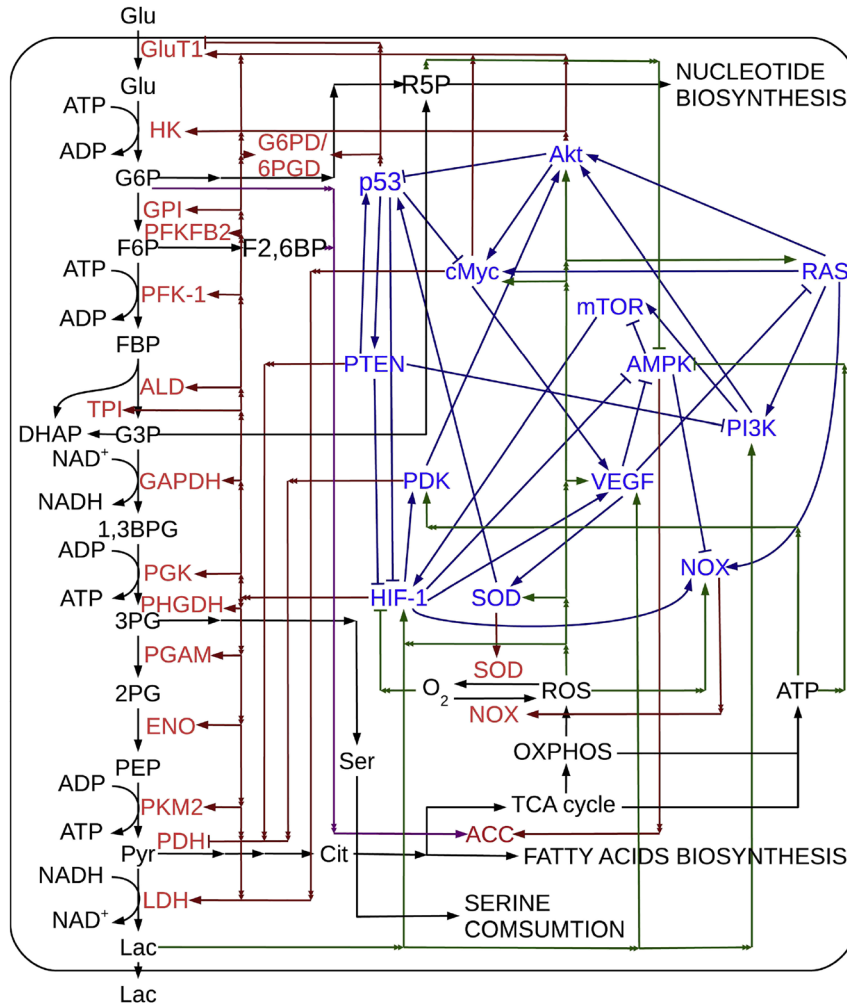 Glu
GluT1
Glu
ATP
HK
ADP
G6P
GPI
PFKFB2
F6P
F2,6BP
ATP
PFK-1
ADP
FBP
ALD
TPI
DHAP
G3P
NAD+
GAPDH
NADH
1,3BPG
ADP
PGK
ATP
PHGDH
3PG
PGAM
2PG
ENO
PEP
ADP
PKM2
ATP
PDH
Pyr
NADH
LDH
NAD+
Lac
Lac
G6PD/
6PGD
R5P
NUCLEOTIDE
BIOSYNTHESIS
p53
Akt
cMyc
RAS
mTOR
PTEN
AMPK
PI3K
PDK
VEGF
HIF-1
SOD
NOX
SOD
O2
ROS
ATP
NOX
OXPHOS
Ser
TCA cycle
ACC
Cit
FATTY ACIDS BIOSYNTHESIS
SERINE
COMSUMTION